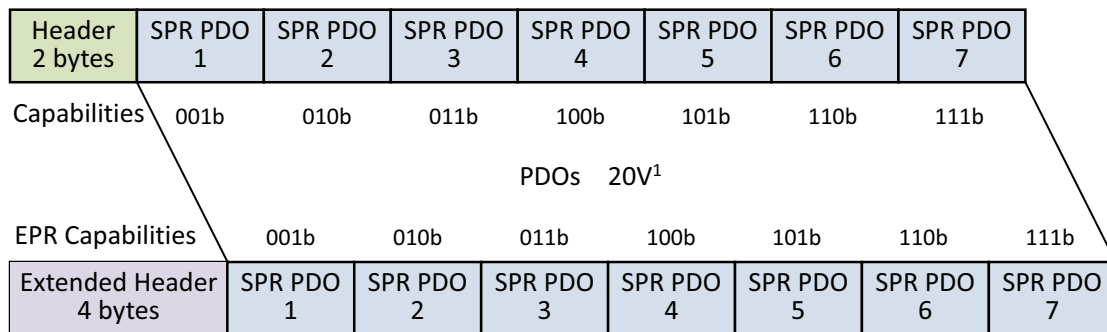 Header SPR PDO SPR PDO SPR PDO SPR PDO SPR PDO SPR PDO SPR PDO
2 bytes 1 2 3 4 5 6 7
Capabilities 001b 010b 011b 100b 101b 110b 111b
PDOs 20V¹
EPR Capabilities 001b 010b 011b 100b 101b 110b 111b
Extended Header SPR PDO SPR PDO SPR PDO SPR PDO SPR PDO SPR PDO SPR PDO
4 bytes 1 2 3 4 5 6 7